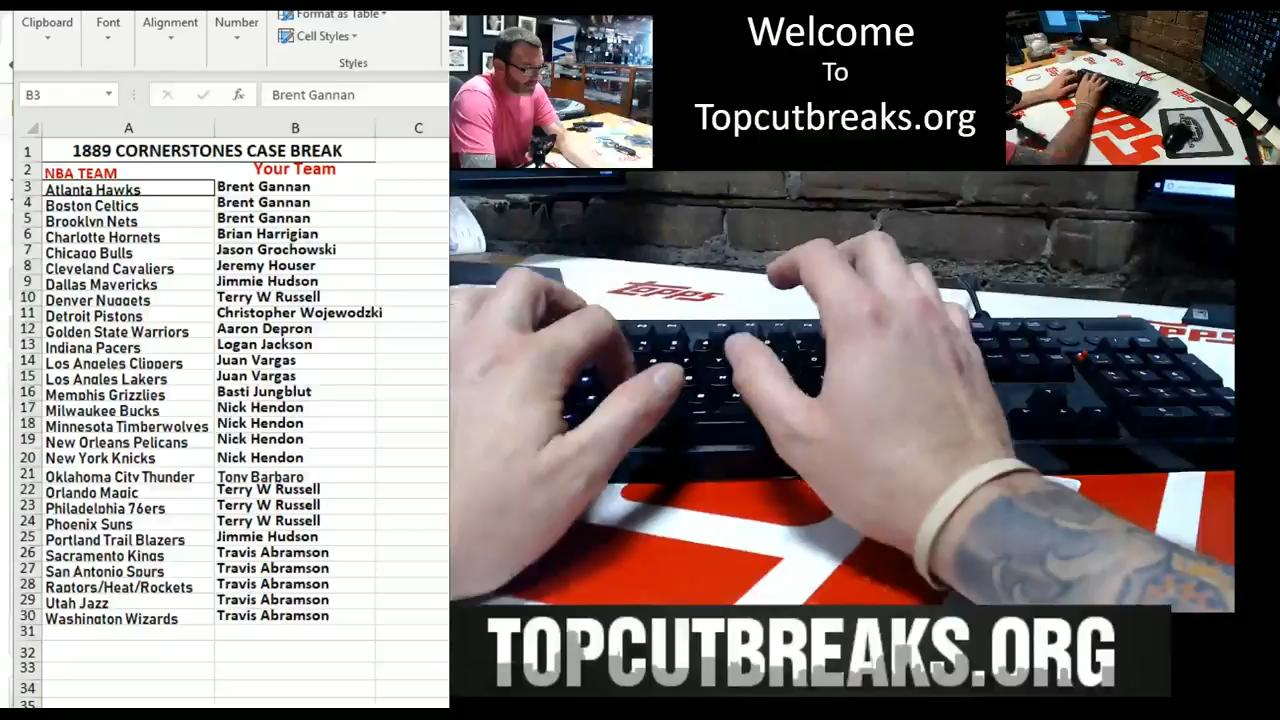 Clipboard
Font
Alignment
Number
Format as Table
Cell Styles
Styles
B3
fx
Brent Gannan
A B C
1 1889 CORNERSTONES CASE BREAK
2 NBA TEAM Your Team
3 Atlanta Hawks Brent Gannan
4 Boston Celtics Brent Gannan
5 Brooklyn Nets Brent Gannan
6 Charlotte Hornets Brian Harrigian
7 Chicago Bulls Jason Grochowski
8 Cleveland Cavaliers Jeremy Houser
9 Dallas Mavericks Jimmie Hudson
10 Denver Nuggets Terry W Russell
11 Detroit Pistons Christopher Wojewodzki
12 Golden State Warriors Aaron Depron
13 Indiana Pacers Logan Jackson
14 Los Angeles Clippers Juan Vargas
15 Los Angles Lakers Juan Vargas
16 Memphis Grizzlies Basti Jungblut
17 Milwaukee Bucks Nick Hendon
18 Minnesota Timberwolves Nick Hendon
19 New Orleans Pelicans Nick Hendon
20 New York Knicks Nick Hendon
21 Oklahoma City Thunder Tony Barbaro
22 Orlando Magic Terry W Russell
23 Philadelphia 76ers Terry W Russell
24 Phoenix Suns Terry W Russell
25 Portland Trail Blazers Jimmie Hudson
26 Sacramento Kings Travis Abramson
27 San Antonio Spurs Travis Abramson
28 Raptors/Heat/Rockets Travis Abramson
29 Utah Jazz Travis Abramson
30 Washington Wizards Travis Abramson
31
32
33
34
35
Welcome
To
Topcutbreaks.org
TOPPS
TOPCUTBREAKS.ORG